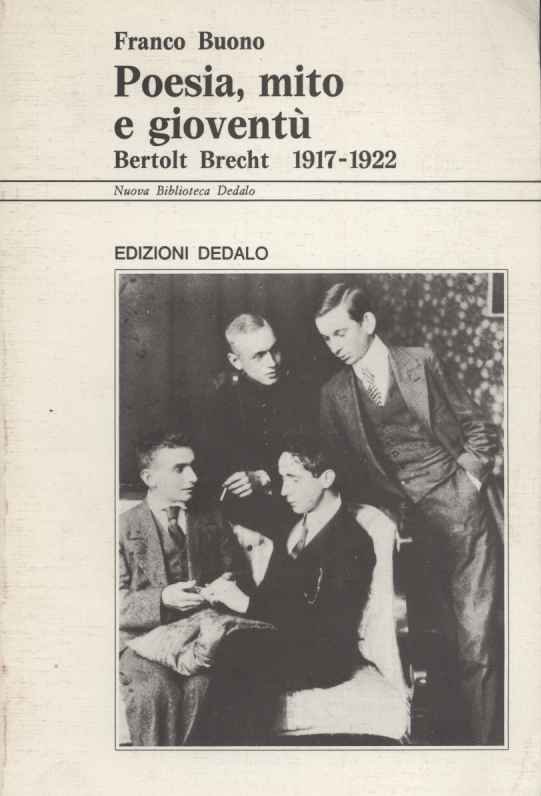 Franco Buono
Poesia, mito
e gioventù
Bertolt Brecht 1917-1922
Nuova Biblioteca Dedalo
EDIZIONI DEDALO